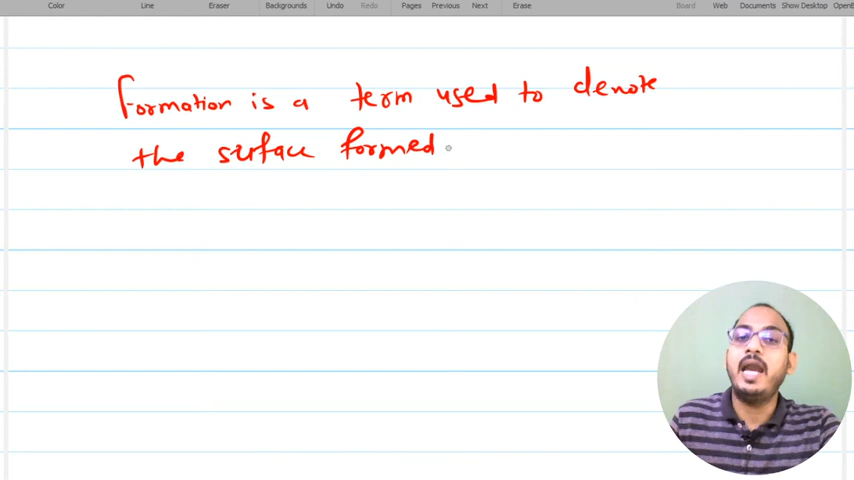 Color Line Eraser Backgrounds Undo Redo Pages Previous Next Erase Board Web Documents Show Desktop OpenB
Formation is a term used to denote
the surface formed